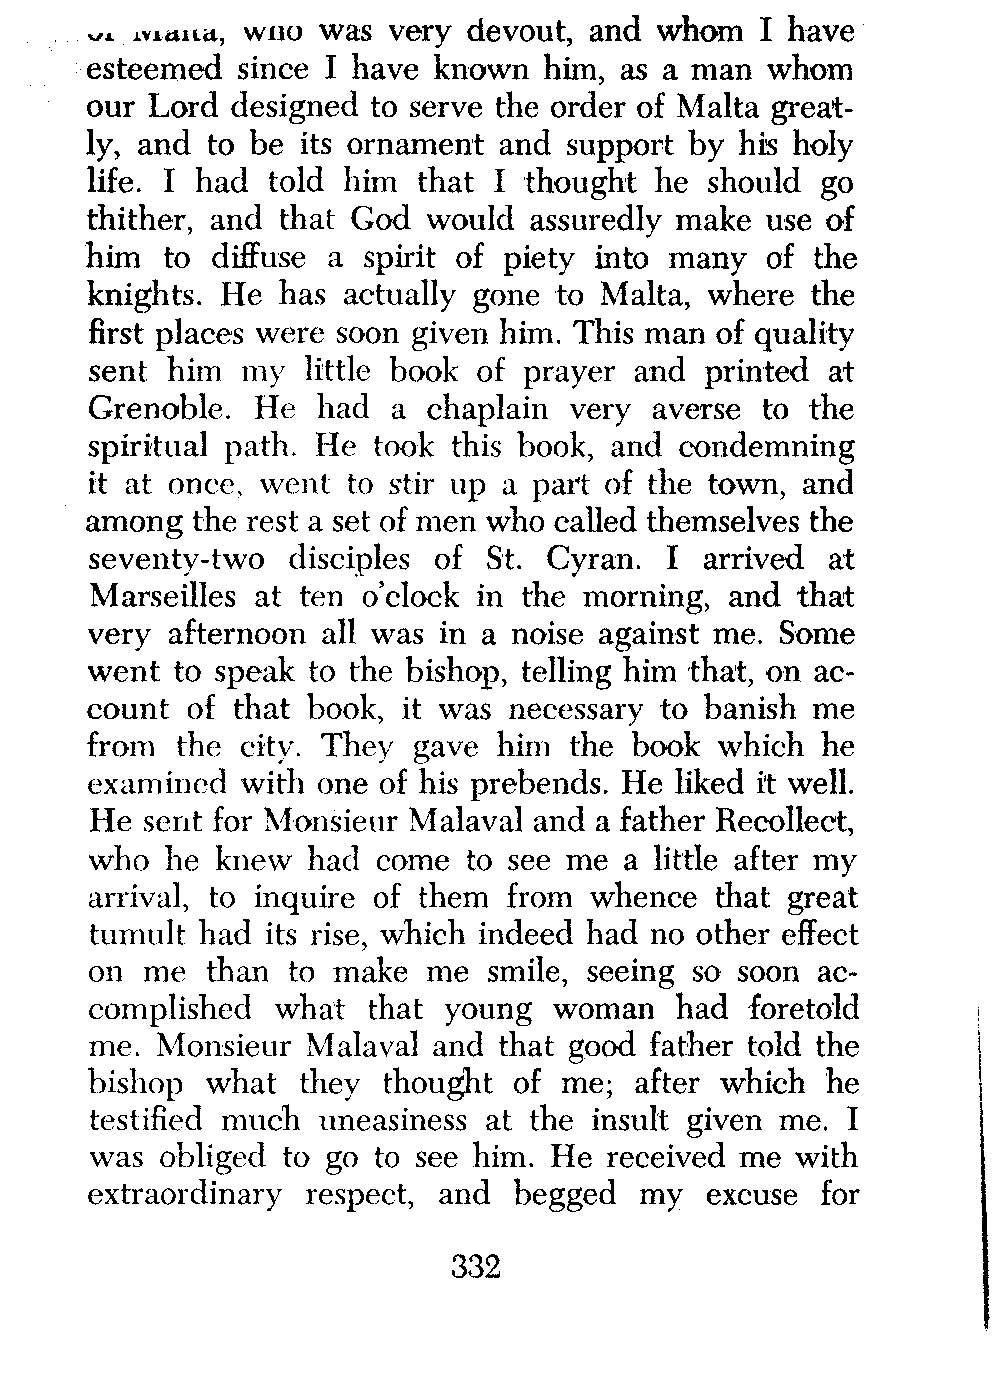 of Malta, who was very devout, and whom I have
esteemed since I have known him, as a man whom
our Lord designed to serve the order of Malta great-
ly, and to be its ornament and support by his holy
life. I had told him that I thought he should go
thither, and that God would assuredly make use of
him to diffuse a spirit of piety into many of the
knights. He has actually gone to Malta, where the
first places were soon given him. This man of quality
sent him my little book of prayer and printed at
Grenoble. He had a chaplain very averse to the
spiritual path. He took this book, and condemning
it at once, went to stir up a part of the town, and
among the rest a set of men who called themselves the
seventy-two disciples of St. Cyran. I arrived at
Marseilles at ten o'clock in the morning, and that
very afternoon all was in a noise against me. Some
went to speak to the bishop, telling him that, on ac-
count of that book, it was necessary to banish me
from the city. They gave him the book which he
examined with one of his prebends. He liked it well.
He sent for Monsieur Malaval and a father Recollect,
who he knew had come to see me a little after my
arrival, to inquire of them from whence that great
tumult had its rise, which indeed had no other effect
on me than to make me smile, seeing so soon ac-
complished what that young woman had foretold
me. Monsieur Malaval and that good father told the
bishop what they thought of me; after which he
testified much uneasiness at the insult given me. I
was obliged to go to see him. He received me with
extraordinary respect, and begged my excuse for
332